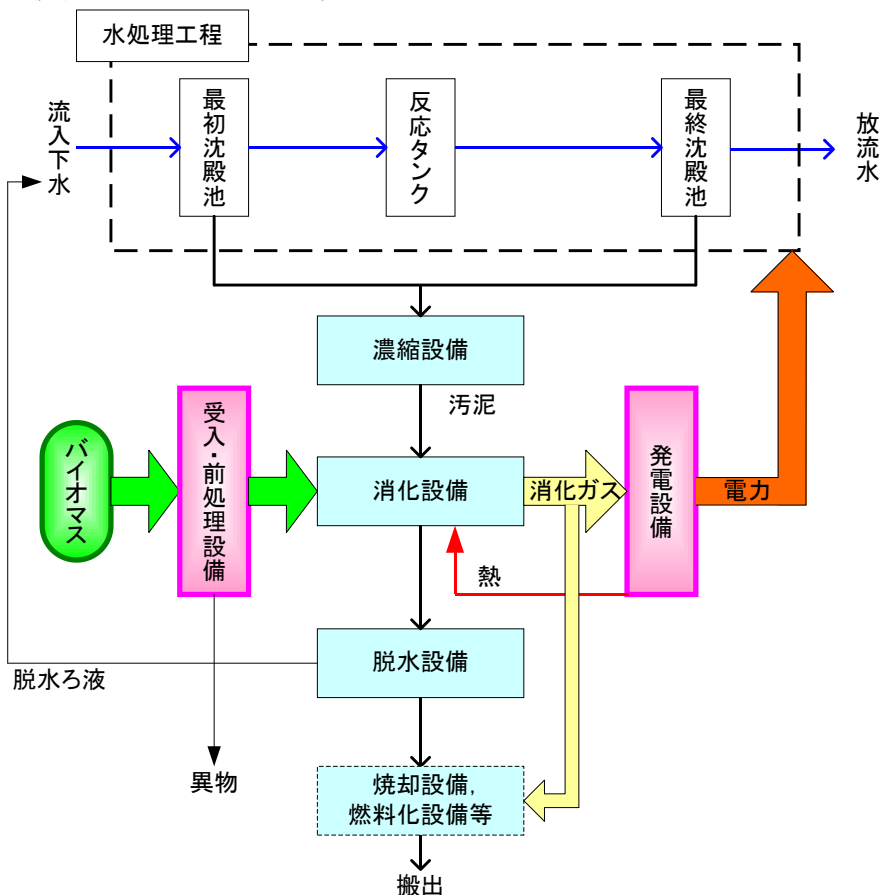 水処理工程
流入下水
最初沈殿池
反応タンク
最終沈殿池
放流水
濃縮設備
汚泥
バイオマス
受入・前処理設備
消化設備
消化ガス
発電設備
電力
熱
脱水設備
脱水ろ液
異物
焼却設備，
燃料化設備等
搬出